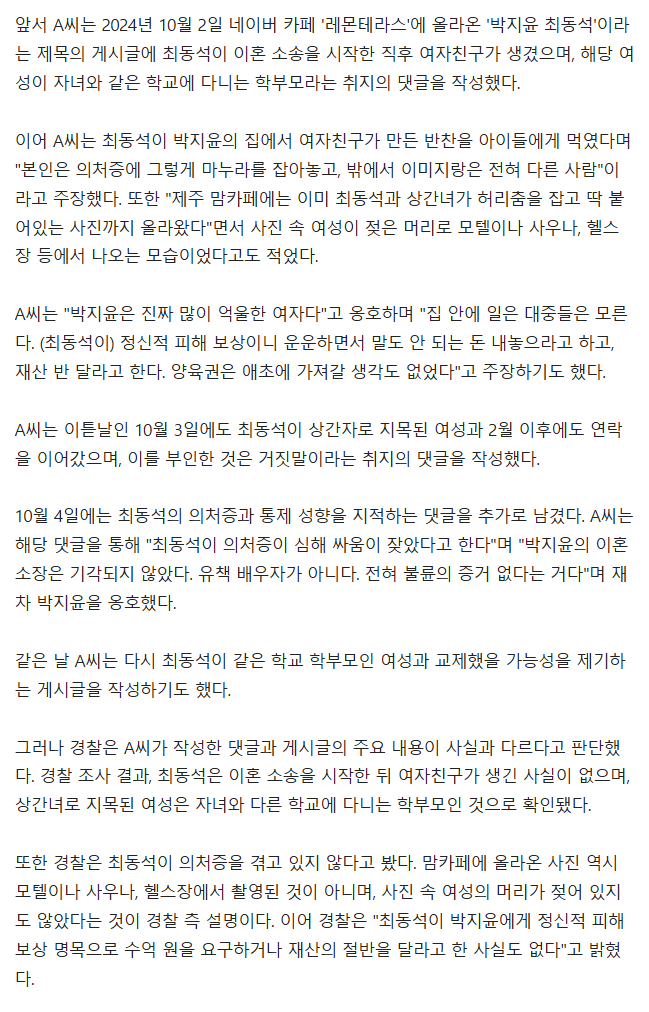 앞서 A씨는 2024년 10월 2일 네이버 카페 '레몬테라스'에 올라온 '박지윤 최동석'이라
는 제목의 게시글에 최동석이 이혼 소송을 시작한 직후 여자친구가 생겼으며, 해당 여
성이 자녀와 같은 학교에 다니는 학부모라는 취지의 댓글을 작성했다.
이어 A씨는 최동석이 박지윤의 집에서 여자친구가 만든 반찬을 아이들에게 먹였다며
"본인은 의처증에 그렇게 마누라를 잡아놓고, 밖에서 이미지랑은 전혀 다른 사람"이
라고 주장했다. 또한 "제주 맘카페에는 이미 최동석과 상간녀가 허리춤을 잡고 딱 붙
어있는 사진까지 올라왔다"면서 사진 속 여성이 젖은 머리로 모텔이나 사우나, 헬스
장 등에서 나오는 모습이었다고도 적었다.
A씨는 "박지윤은 진짜 많이 억울한 여자다"고 옹호하며 "집 안에 일은 대중들은 모른
다. (최동석이) 정신적 피해 보상이니 운운하면서 말도 안 되는 돈 내놓으라고 하고,
재산 반 달라고 한다. 양육권은 애초에 가져갈 생각도 없었다"고 주장하기도 했다.
A씨는 이튿날인 10월 3일에도 최동석이 상간자로 지목된 여성과 2월 이후에도 연락
을 이어갔으며, 이를 부인한 것은 거짓말이라는 취지의 댓글을 작성했다.
10월 4일에는 최동석의 의처증과 통제 성향을 지적하는 댓글을 추가로 남겼다. A씨는
해당 댓글을 통해 "최동석이 의처증이 심해 싸움이 잦았다고 한다"며 "박지윤의 이혼
소장은 기각되지 않았다. 유책 배우자가 아니다. 전혀 불륜의 증거 없다는 거다"며 재
차 박지윤을 옹호했다.
같은 날 A씨는 다시 최동석이 같은 학교 학부모인 여성과 교제했을 가능성을 제기하
는 게시글을 작성하기도 했다.
그러나 경찰은 A씨가 작성한 댓글과 게시글의 주요 내용이 사실과 다르다고 판단했
다. 경찰 조사 결과, 최동석은 이혼 소송을 시작한 뒤 여자친구가 생긴 사실이 없으며,
상간녀로 지목된 여성은 자녀와 다른 학교에 다니는 학부모인 것으로 확인됐다.
또한 경찰은 최동석이 의처증을 겪고 있지 않다고 봤다. 맘카페에 올라온 사진 역시
모텔이나 사우나, 헬스장에서 촬영된 것이 아니며, 사진 속 여성의 머리가 젖어 있지
도 않았다는 것이 경찰 측 설명이다. 이어 경찰은 "최동석이 박지윤에게 정신적 피해
보상 명목으로 수억 원을 요구하거나 재산의 절반을 달라고 한 사실도 없다"고 밝혔
다.